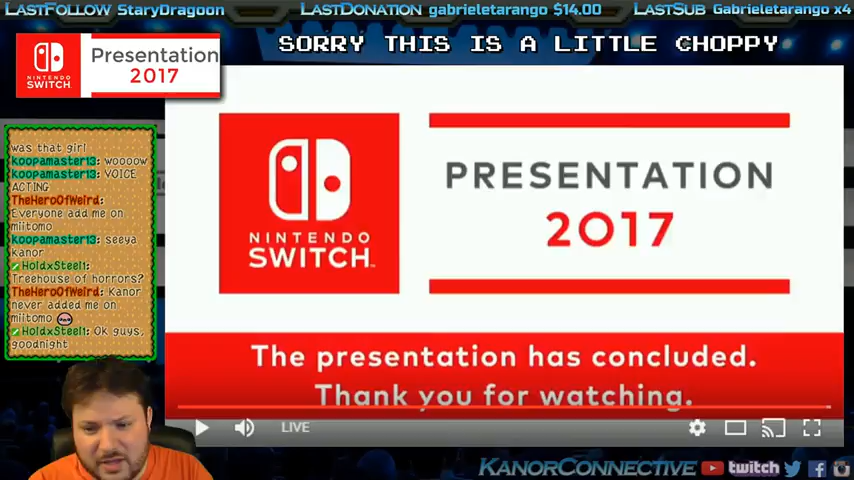 LASTFOLLOW StaryDragoon LASTDONATION gabrieletarango $14.00 LASTSUB Gabrieletarango x4
SORRY THIS IS A LITTLE CHOPPY
NINTENDO
SWITCH
Presentation
2017
PRESENTATION
2017
NINTENDO
SWITCH™
was that girl
koopamaster13: woooow
koopamaster13: VOICE
ACTING
TheHeroOfWeird:
Everyone add me on
miitomo
koopamaster13: seeya
kanor
HoldxSteel1:
Treehouse of horrors?
TheHeroOfWeird: Kanor
never added me on
miitomo
HoldxSteel1: Ok guys,
goodnight
The presentation has concluded.
Thank you for watching.
LIVE
KANORCONNECTIVE twitch